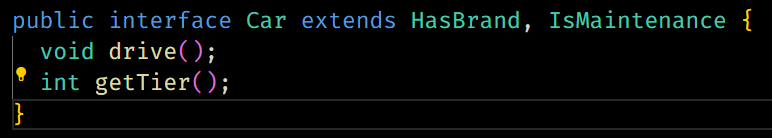 public interface Car extends HasBrand, IsMaintenance {
  void drive();
  int getTier();
}